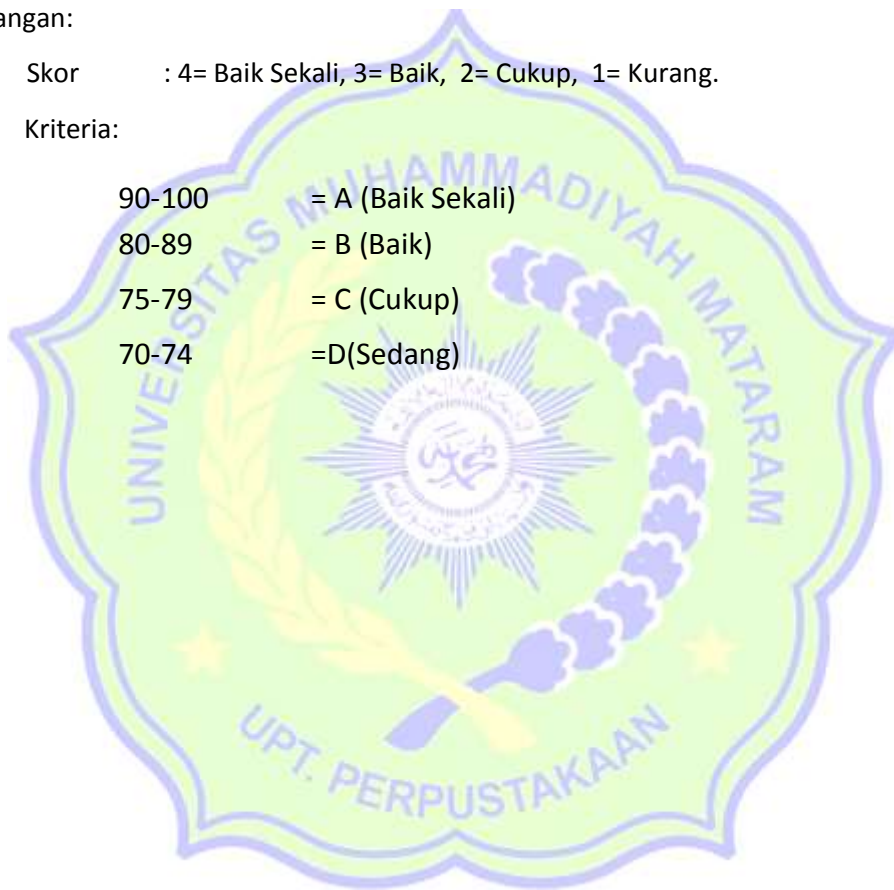 angan:
Skor : 4= Baik Sekali, 3= Baik, 2= Cukup, 1= Kurang.
Kriteria:
90-100 = A (Baik Sekali)
80-89 = B (Baik)
75-79 = C (Cukup)
70-74 =D(Sedang)
UNIVERSITAS MUHAMMADIYAH MATARAM
UPT. PERPUSTAKAAN